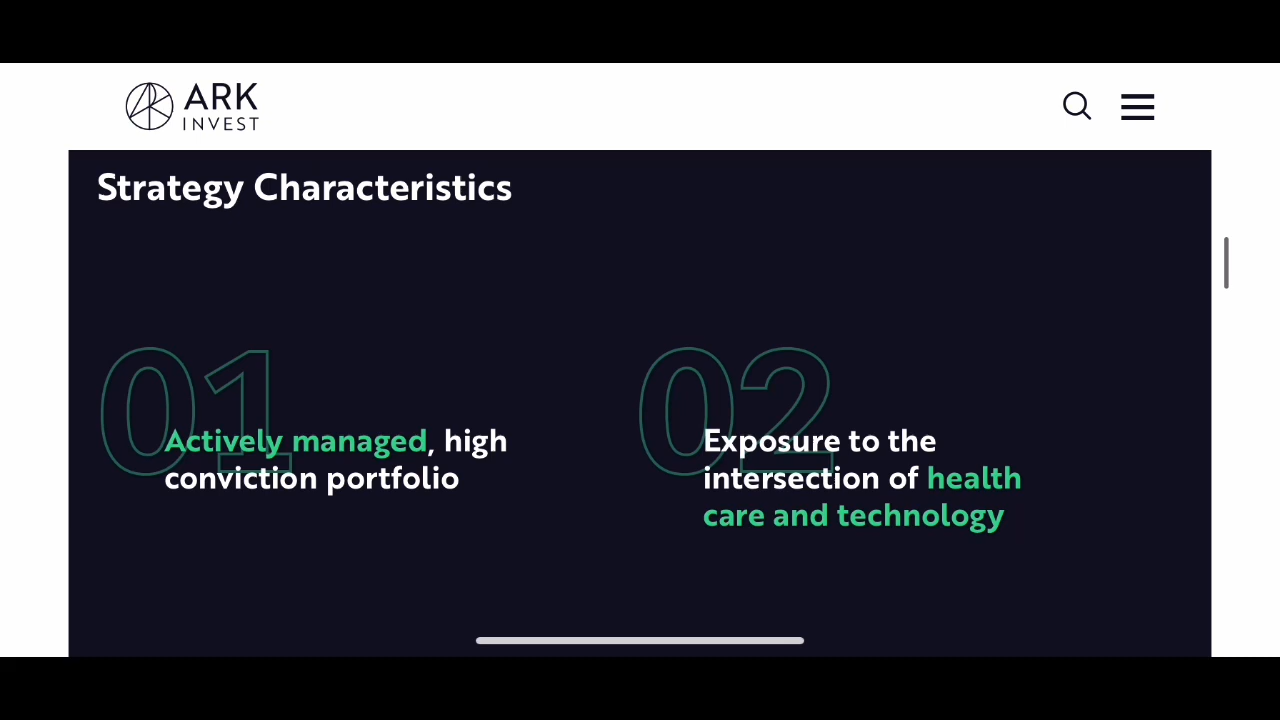 ARK
INVEST
Strategy Characteristics
01
Actively managed, high
conviction portfolio
02
Exposure to the
intersection of health
care and technology